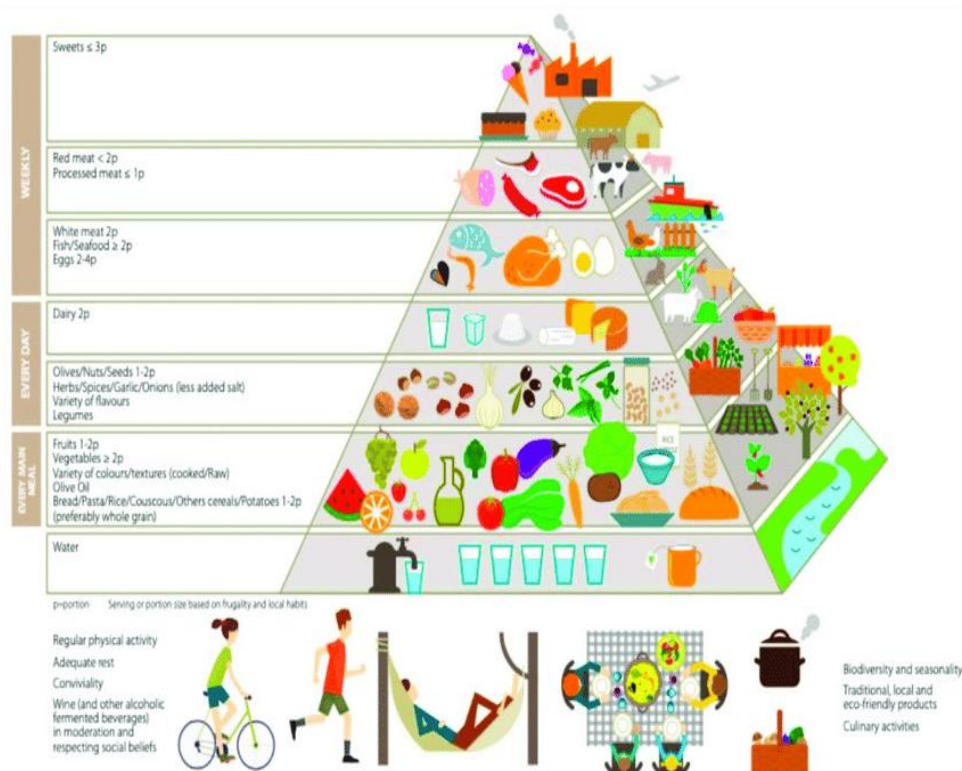 WEEKLY
Sweets ≤ 3p
Red meat < 2p
Processed meat ≤ 1p
White meat 2p
Fish/Seafood ≥ 2p
Eggs 2-4p
EVERY DAY
Dairy 2p
Olives/Nuts/Seeds 1-2p
Herbs/Spices/Garlic/Onions (less added salt)
Variety of flavours
Legumes
EVERY MAIN
MEAL
Fruits 1-2p
Vegetables ≥ 2p
Variety of colours/textures (cooked/Raw)
Olive Oil
Bread/Pasta/Rice/Couscous/Others cereals/Potatoes 1-2p
(preferably whole grain)
RICE
Water
p=portion Serving or portion size based on frugality and local habits
Regular physical activity
Adequate rest
Conviviality
Wine (and other alcoholic
fermented beverages)
in moderation and
respecting social beliefs
Biodiversity and seasonality
Traditional, local and
eco-friendly products
Culinary activities